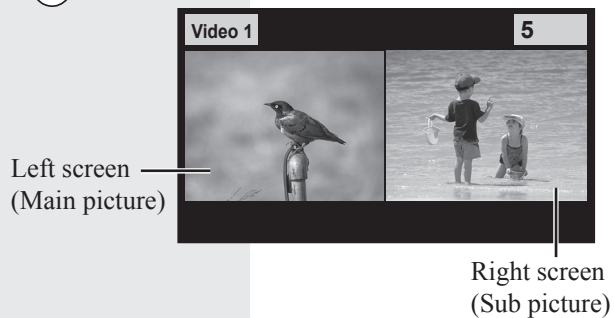 Video 1
5
Left screen
(Main picture)
Right screen
(Sub picture)